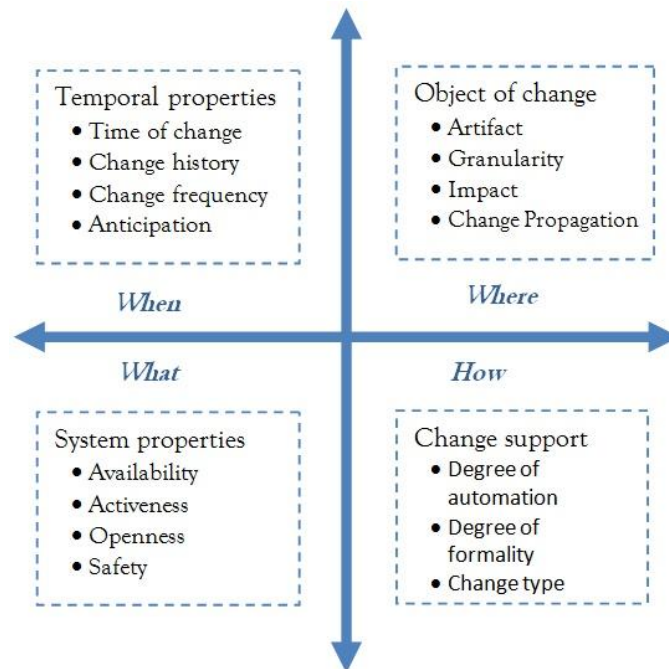 Temporal properties
• Time of change
• Change history
• Change frequency
• Anticipation
When
Object of change
• Artifact
• Granularity
• Impact
• Change Propagation
Where
What
System properties
• Availability
• Activeness
• Openness
• Safety
How
Change support
• Degree of
automation
• Degree of
formality
• Change type